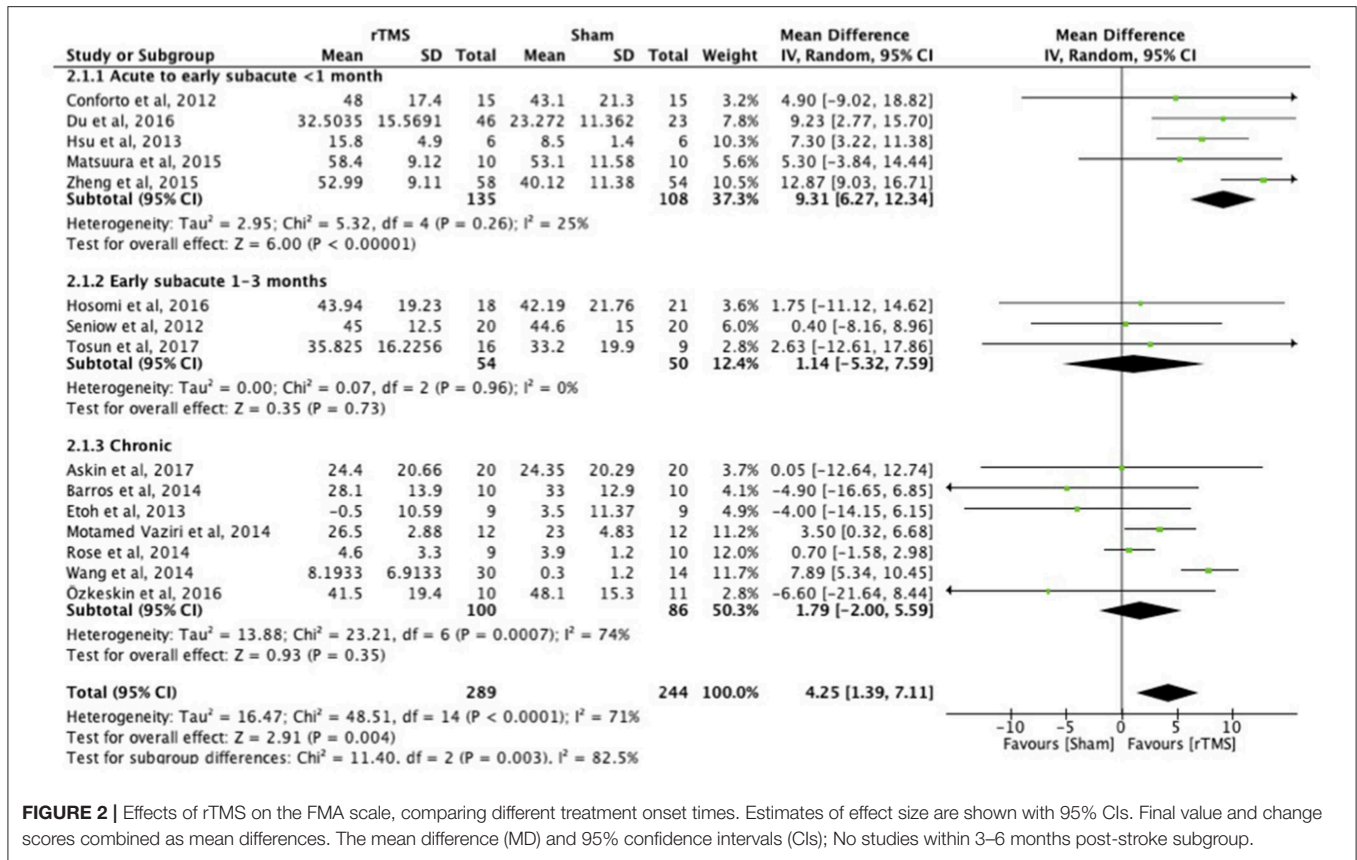 rTMS Sham Mean Difference Mean Difference
Study or Subgroup Mean SD Total Mean SD Total Weight IV, Random, 95% CI IV, Random, 95% CI
2.1.1 Acute to early subacute <1 month
Conforto et al, 2012 48 17.4 15 43.1 21.3 15 3.2% 4.90 [-9.02, 18.82]
Du et al, 2016 32.5035 15.5691 46 23.272 11.362 23 7.8% 9.23 [2.77, 15.70]
Hsu et al, 2013 15.8 4.9 6 8.5 1.4 6 10.3% 7.30 [3.22, 11.38]
Matsuura et al, 2015 58.4 9.12 10 53.1 11.58 10 5.6% 5.30 [-3.84, 14.44]
Zheng et al, 2015 52.99 9.11 58 40.12 11.38 54 10.5% 12.87 [9.03, 16.71]
Subtotal (95% CI) 135 108 37.3% 9.31 [6.27, 12.34]
Heterogeneity: Tau² = 2.95; Chi² = 5.32, df = 4 (P = 0.26); I² = 25%
Test for overall effect: Z = 6.00 (P < 0.00001)
2.1.2 Early subacute 1-3 months
Hosomi et al, 2016 43.94 19.23 18 42.19 21.76 21 3.6% 1.75 [-11.12, 14.62]
Seniow et al, 2012 45 12.5 20 44.6 15 20 6.0% 0.40 [-8.16, 8.96]
Tosun et al, 2017 35.825 16.2256 16 33.2 19.9 9 2.8% 2.63 [-12.61, 17.86]
Subtotal (95% CI) 54 50 12.4% 1.14 [-5.32, 7.59]
Heterogeneity: Tau² = 0.00; Chi² = 0.07, df = 2 (P = 0.96); I² = 0%
Test for overall effect: Z = 0.35 (P = 0.73)
2.1.3 Chronic
Askin et al, 2017 24.4 20.66 20 24.35 20.29 20 3.7% 0.05 [-12.64, 12.74]
Barros et al, 2014 28.1 13.9 10 33 12.9 10 4.1% -4.90 [-16.65, 6.85]
Etoh et al, 2013 -0.5 10.59 9 3.5 11.37 9 4.9% -4.00 [-14.15, 6.15]
Motamed Vaziri et al, 2014 26.5 2.88 12 23 4.83 12 11.2% 3.50 [0.32, 6.68]
Rose et al, 2014 4.6 3.3 9 3.9 1.2 10 12.0% 0.70 [-1.58, 2.98]
Wang et al, 2014 8.1933 6.9133 30 0.3 1.2 14 11.7% 7.89 [5.34, 10.45]
Özkeskin et al, 2016 41.5 19.4 10 48.1 15.3 11 2.8% -6.60 [-21.64, 8.44]
Subtotal (95% CI) 100 86 50.3% 1.79 [-2.00, 5.59]
Heterogeneity: Tau² = 13.88; Chi² = 23.21, df = 6 (P = 0.0007); I² = 74%
Test for overall effect: Z = 0.93 (P = 0.35)
Total (95% CI) 289 244 100.0% 4.25 [1.39, 7.11]
Heterogeneity: Tau² = 16.47; Chi² = 48.51, df = 14 (P < 0.0001); I² = 71%
Test for overall effect: Z = 2.91 (P = 0.004)
Test for subgroup differences: Chi² = 11.40, df = 2 (P = 0.003), I² = 82.5%
-10 -5 0 5 10
Favours [Sham] Favours [rTMS]
FIGURE 2 | Effects of rTMS on the FMA scale, comparing different treatment onset times. Estimates of effect size are shown with 95% CIs. Final value and change
scores combined as mean differences. The mean difference (MD) and 95% confidence intervals (CIs); No studies within 3–6 months post-stroke subgroup.